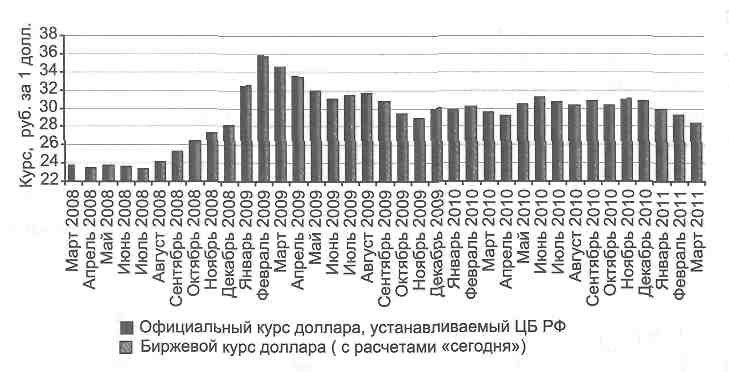 Курс, руб. за 1 долл.
38
36
34
32
30
28
26
24
22
Март 2008
Апрель 2008
Май 2008
Июнь 2008
Июль 2008
Август 2008
Сентябрь 2008
Октябрь 2008
Ноябрь 2008
Декабрь 2008
Январь 2009
Февраль 2009
Март 2009
Апрель 2009
Май 2009
Июнь 2009
Июль 2009
Август 2009
Сентябрь 2009
Октябрь 2009
Ноябрь 2009
Декабрь 2009
Январь 2010
Февраль 2010
Март 2010
Апрель 2010
Май 2010
Июнь 2010
Июль 2010
Август 2010
Сентябрь 2010
Октябрь 2010
Ноябрь 2010
Декабрь 2010
Январь 2011
Февраль 2011
Март 2011
Официальный курс доллара, устанавливаемый ЦБ РФ
Биржевой курс доллара ( с расчетами «сегодня»)